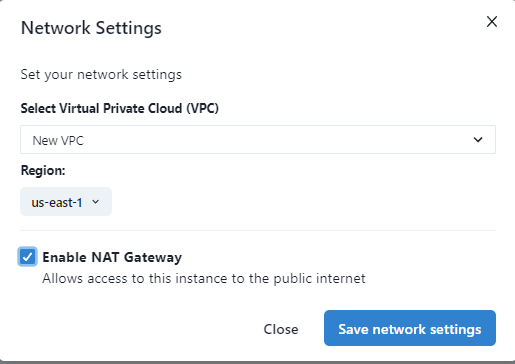 Network Settings
Set your network settings
Select Virtual Private Cloud (VPC)
New VPC
Region:
us-east-1
Enable NAT Gateway
Allows access to this instance to the public internet
Close
Save network settings